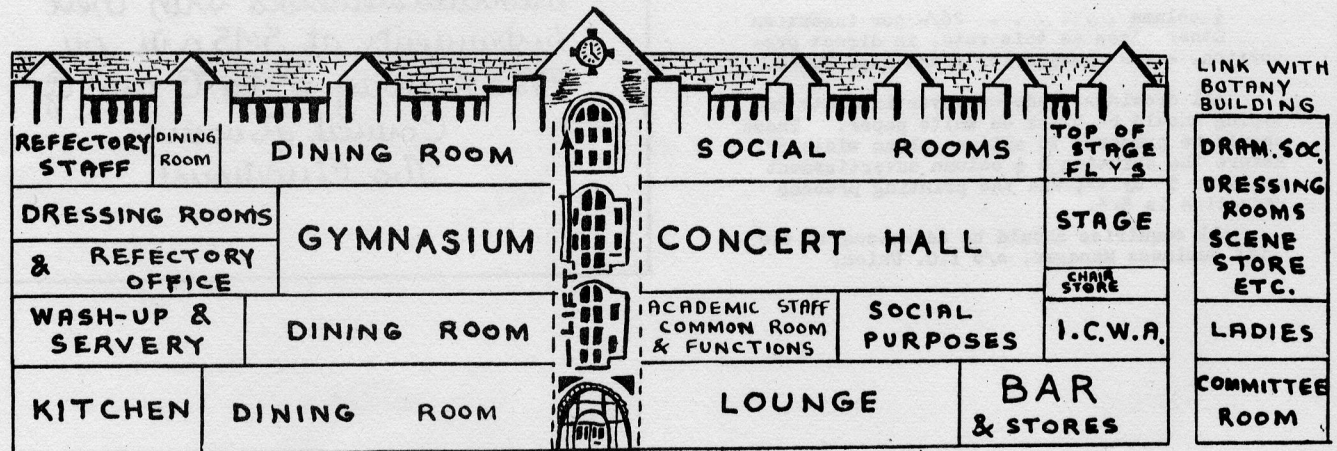 LINK WITH
BOTANY
BUILDING
REFECTORY
STAFF
DINING
ROOM
DINING ROOM
SOCIAL ROOMS
TOP OF
STAGE
FLYS
DRAM. SOC.
DRESSING
ROOMS
SCENE
STORE
ETC.
DRESSING ROOMS
& REFECTORY
OFFICE
GYMNASIUM
LIFT
CONCERT HALL
STAGE
CHAIR
STORE
WASH-UP &
SERVERY
DINING ROOM
ACADEMIC STAFF
COMMON ROOM
& FUNCTIONS
SOCIAL
PURPOSES
I.C.W.A.
LADIES
KITCHEN
DINING ROOM
LOUNGE
BAR
& STORES
COMMITTEE
ROOM